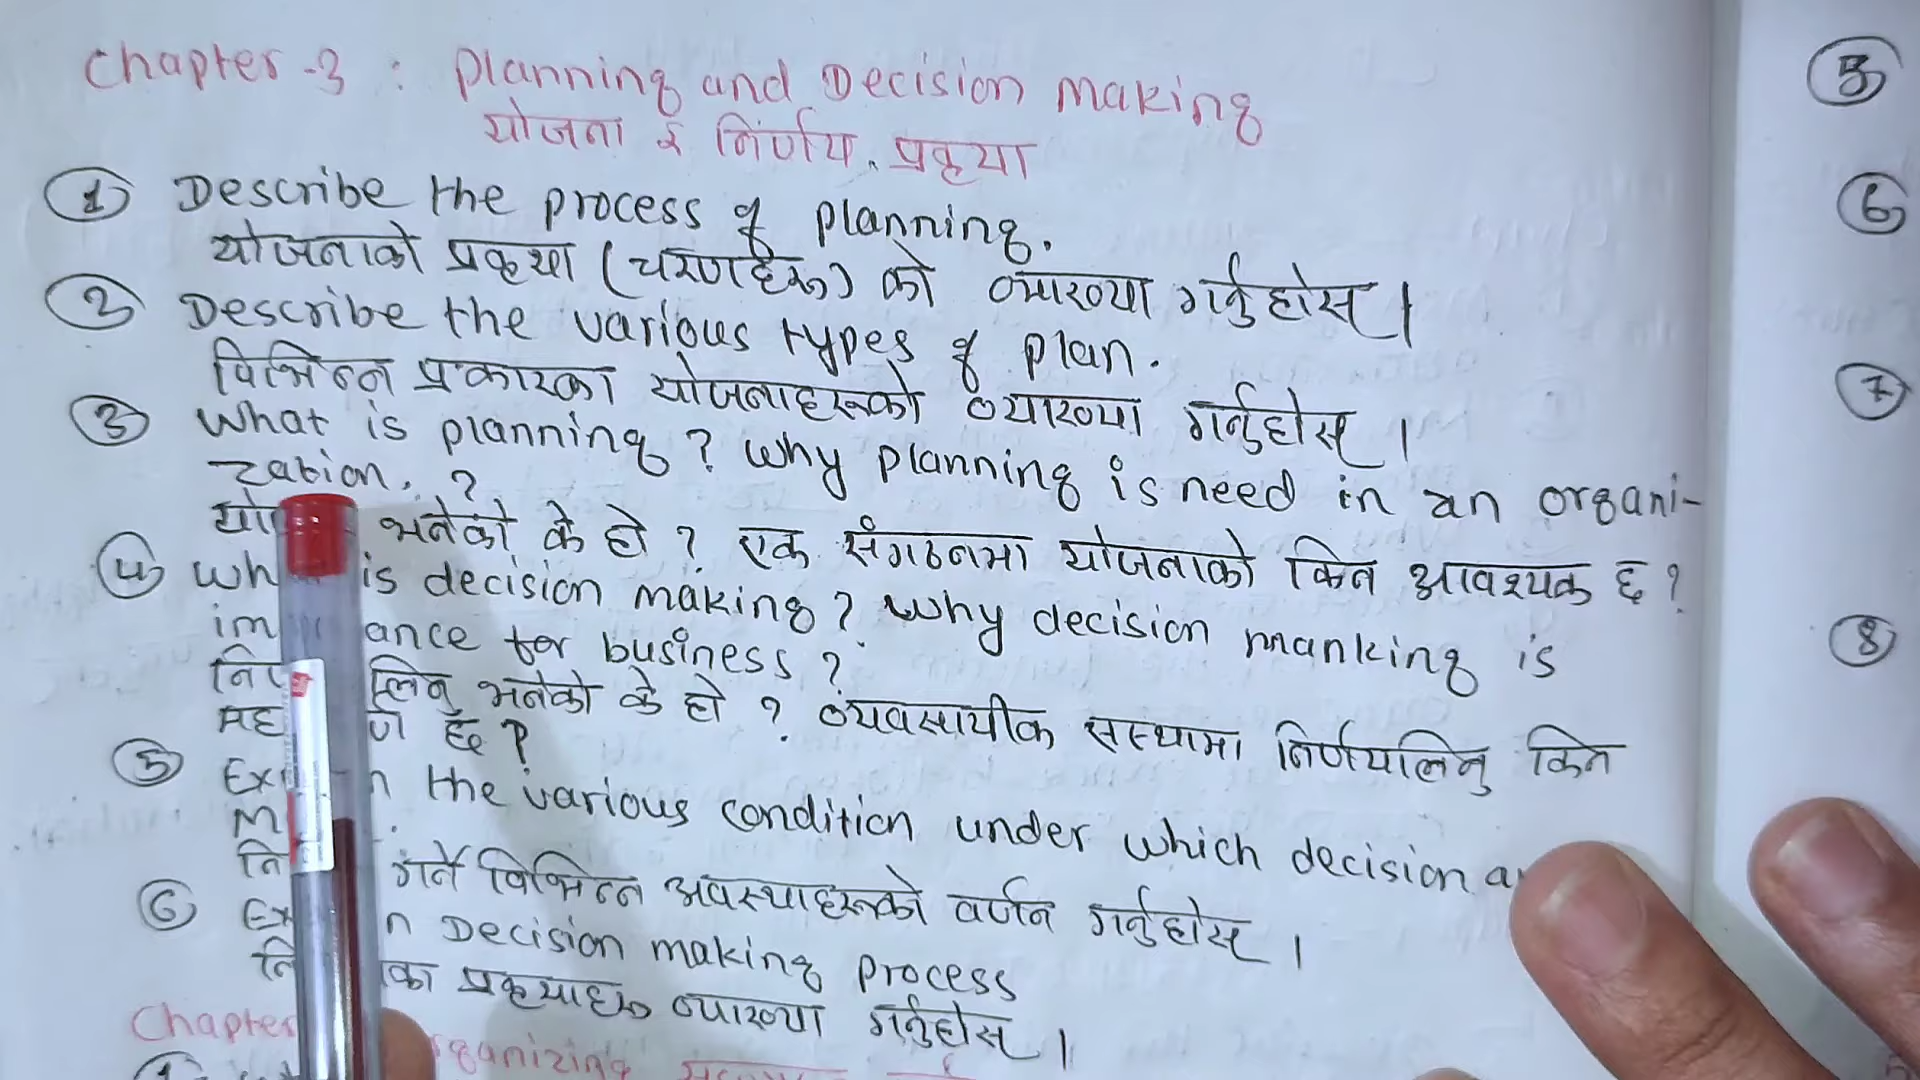 Chapter-3 : Planning and Decision Making
योजना र निर्णय प्रकृया
① Describe the process of planning.
योजनाको प्रकृया (चरणहरू) को व्याख्या गर्नुहोस् ।
② Describe the various types of plan.
विभिन्न प्रकारका योजनाहरूको व्याख्या गर्नुहोस् ।
③ What is planning ? Why planning is need in an organi-
zation. ?
भनेको के हो ? एक संगठनमा योजनाको किन आवश्यक छ ?
④ is decision making ? Why decision manking is
for business ?
भनेको के हो ? व्यवसायीक सस्थामा निर्णयलिनु किन
छ ?
⑤ the various condition under which decision
गर्ने विभिन्न अवस्थाहरूको वर्णन गर्नुहोस् ।
⑥ Decision making process
प्रकृयाहरू व्याख्या गर्नुहोस् ।
Chapter
5
6
7
8